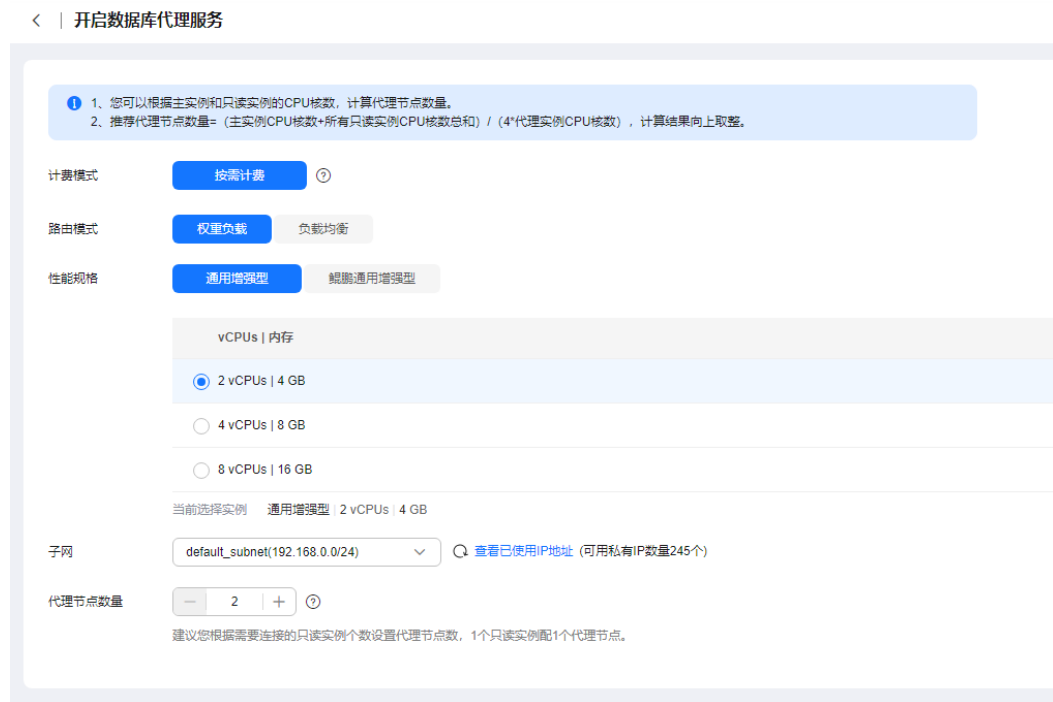 开启数据库代理服务
1、您可以根据主实例和只读实例的CPU核数，计算代理节点数量。
2、推荐代理节点数量=（主实例CPU核数+所有只读实例CPU核数总和）/（4*代理实例CPU核数），计算结果向上取整。
计费模式 按需计费
路由模式 权重负载 负载均衡
性能规格 通用增强型 鲲鹏通用增强型
vCPUs | 内存
2 vCPUs | 4 GB
4 vCPUs | 8 GB
8 vCPUs | 16 GB
当前选择实例 通用增强型 | 2 vCPUs | 4 GB
子网 default_subnet(192.168.0.0/24) 查看已使用IP地址 (可用私有IP数量245个)
代理节点数量 2
建议您根据需要连接的只读实例个数设置代理节点数，1个只读实例配1个代理节点。